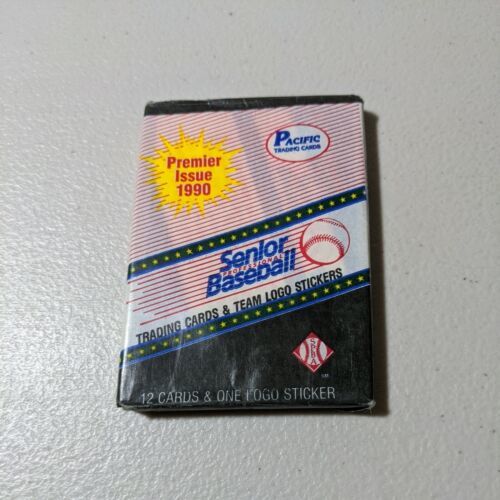 Premier
Issue
1990
PACIFIC
TRADING CARDS
Senior
PROFESSIONAL
Baseball
TRADING CARDS & TEAM LOGO STICKERS
SPBA
12 CARDS & ONE LOGO STICKER